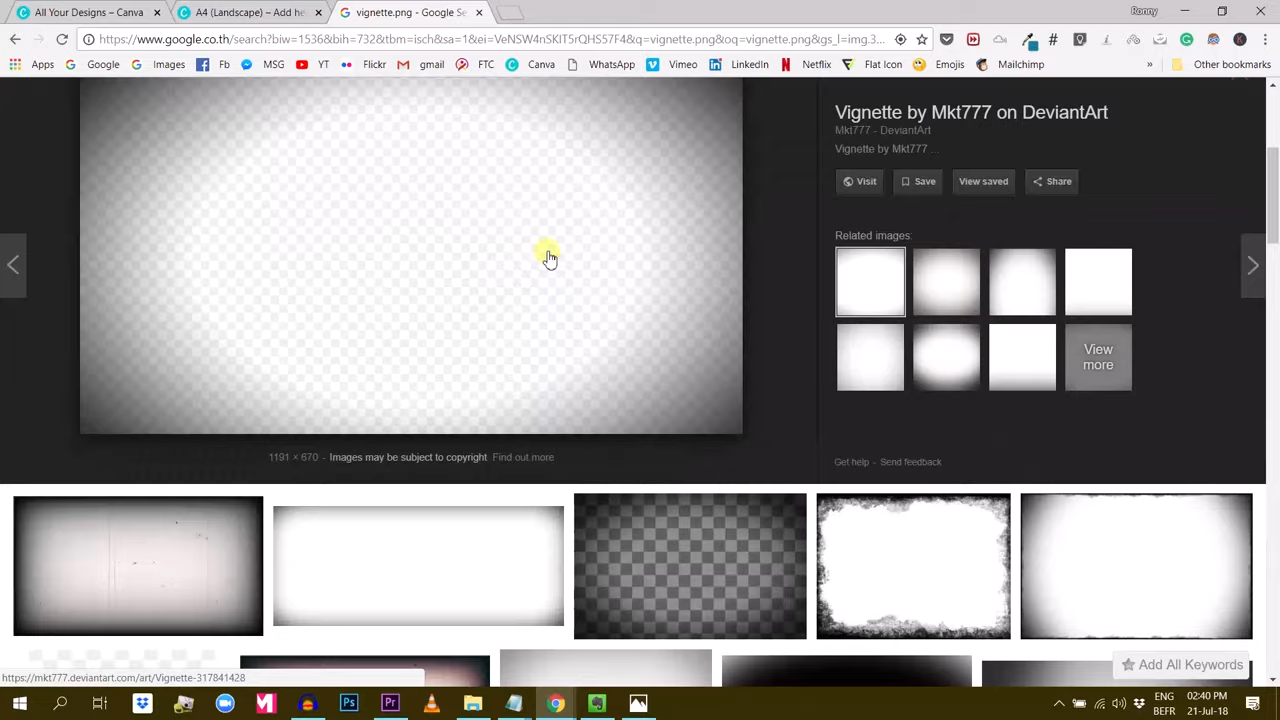 All Your Designs – Canva
A4 (Landscape) – Add he
vignette.png - Google Se
Ronny
https://www.google.co.th/search?biw=1536&bih=732&tbm=isch&sa=1&ei=VeNSW4nSKIT5rQHS57F4&q=vignette.png&oq=vignette.png&gs_l=img.3...
Apps Google Images Fb MSG YT Flickr gmail FTC Canva WhatsApp Vimeo LinkedIn Netflix Flat Icon Emojis Mailchimp » Other bookmarks
Vignette by Mkt777 on DeviantArt
Mkt777 - DeviantArt
Vignette by Mkt777 ...
Visit Save View saved Share
Related images:
View
more
1191 × 670 - Images may be subject to copyright Find out more
Get help - Send feedback
Add All Keywords
https://mkt777.deviantart.com/art/Vignette-317841428
Ps
Pr
ENG
BEFR
02:40 PM
21-Jul-18